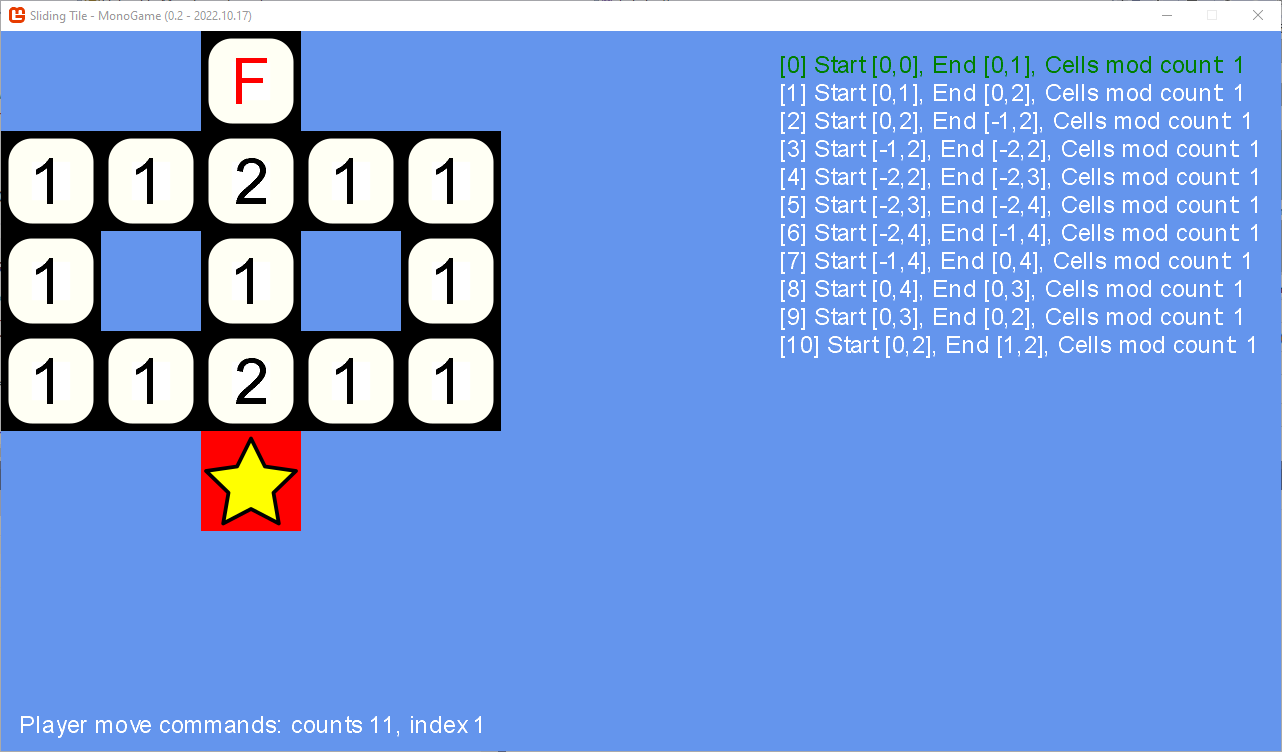 Sliding Tile - MonoGame (0.2 - 2022.10.17)
F
1 1 2 1 1
1 1 1
1 1 2 1 1
[0] Start [0,0], End [0,1], Cells mod count 1
[1] Start [0,1], End [0,2], Cells mod count 1
[2] Start [0,2], End [-1,2], Cells mod count 1
[3] Start [-1,2], End [-2,2], Cells mod count 1
[4] Start [-2,2], End [-2,3], Cells mod count 1
[5] Start [-2,3], End [-2,4], Cells mod count 1
[6] Start [-2,4], End [-1,4], Cells mod count 1
[7] Start [-1,4], End [0,4], Cells mod count 1
[8] Start [0,4], End [0,3], Cells mod count 1
[9] Start [0,3], End [0,2], Cells mod count 1
[10] Start [0,2], End [1,2], Cells mod count 1
Player move commands: counts 11, index 1